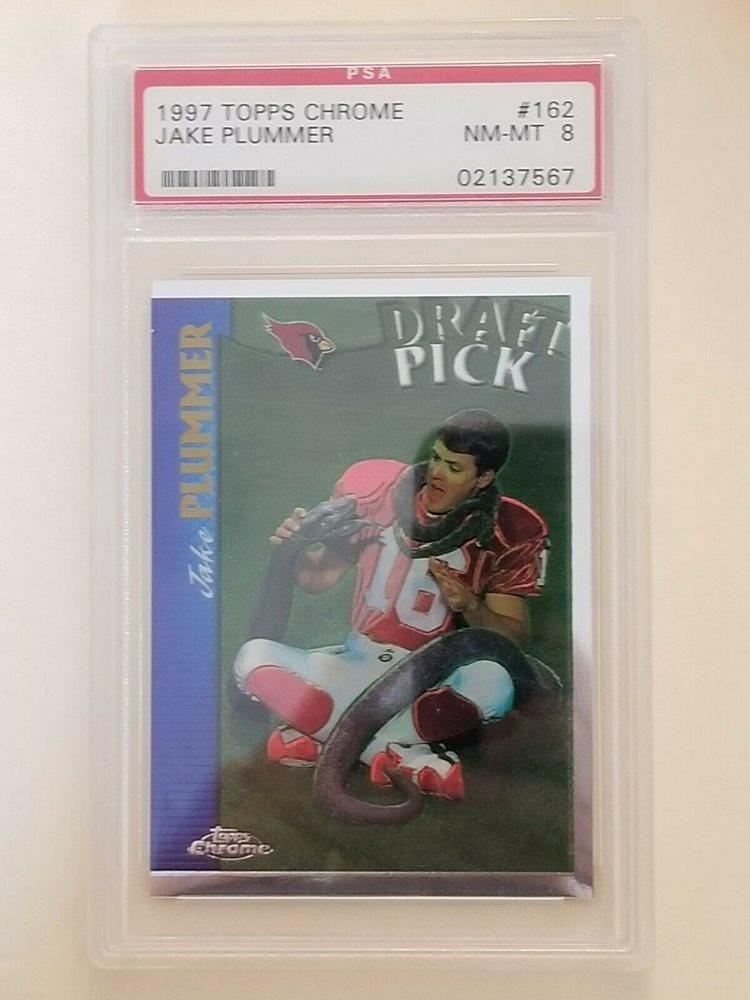 PSA
1997 TOPPS CHROME #162
JAKE PLUMMER NM-MT 8
02137567
DRAFT
PICK
Jake PLUMMER
16
Topps
Chrome